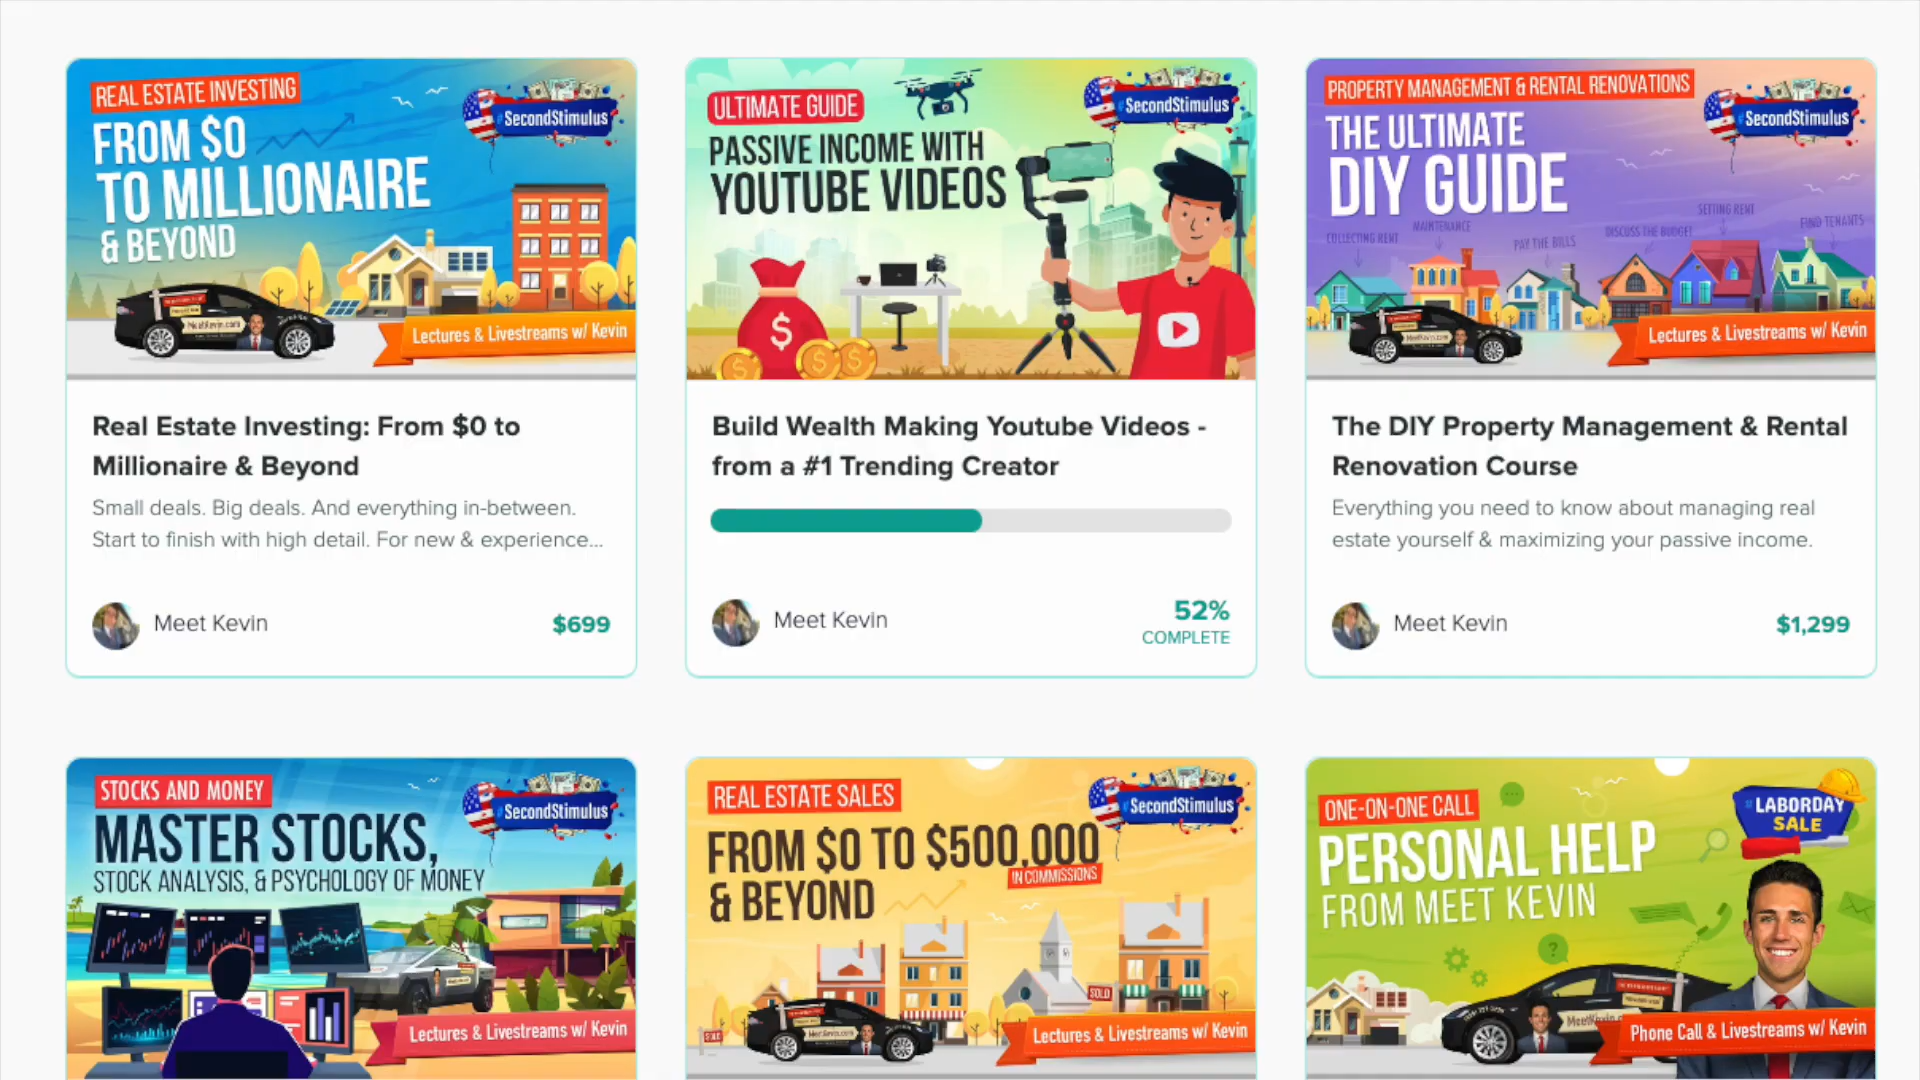 REAL ESTATE INVESTING
FROM $0
TO MILLIONAIRE
& BEYOND
#SecondStimulus
MeetKevin.com
Lectures & Livestreams w/ Kevin
Real Estate Investing: From $0 to
Millionaire & Beyond
Small deals. Big deals. And everything in-between.
Start to finish with high detail. For new & experience...
Meet Kevin
$699
ULTIMATE GUIDE
PASSIVE INCOME WITH
YOUTUBE VIDEOS
#SecondStimulus
Build Wealth Making Youtube Videos -
from a #1 Trending Creator
Meet Kevin
52%
COMPLETE
PROPERTY MANAGEMENT & RENTAL RENOVATIONS
THE ULTIMATE
DIY GUIDE
#SecondStimulus
COLLECTING RENT
MAINTENANCE
PAY THE BILLS
DISCUSS THE BUDGET
SETTING RENT
FIND TENANTS
MeetKevin.com
Lectures & Livestreams w/ Kevin
The DIY Property Management & Rental
Renovation Course
Everything you need to know about managing real
estate yourself & maximizing your passive income.
Meet Kevin
$1,299
STOCKS AND MONEY
MASTER STOCKS,
STOCK ANALYSIS, & PSYCHOLOGY OF MONEY
#SecondStimulus
Lectures & Livestreams w/ Kevin
REAL ESTATE SALES
FROM $0 TO $500,000
IN COMMISSIONS
& BEYOND
#SecondStimulus
SOLD
MeetKevin.com
Lectures & Livestreams w/ Kevin
ONE-ON-ONE CALL
PERSONAL HELP
FROM MEET KEVIN
#LABORDAY
SALE
Phone Call & Livestreams w/ Kevin